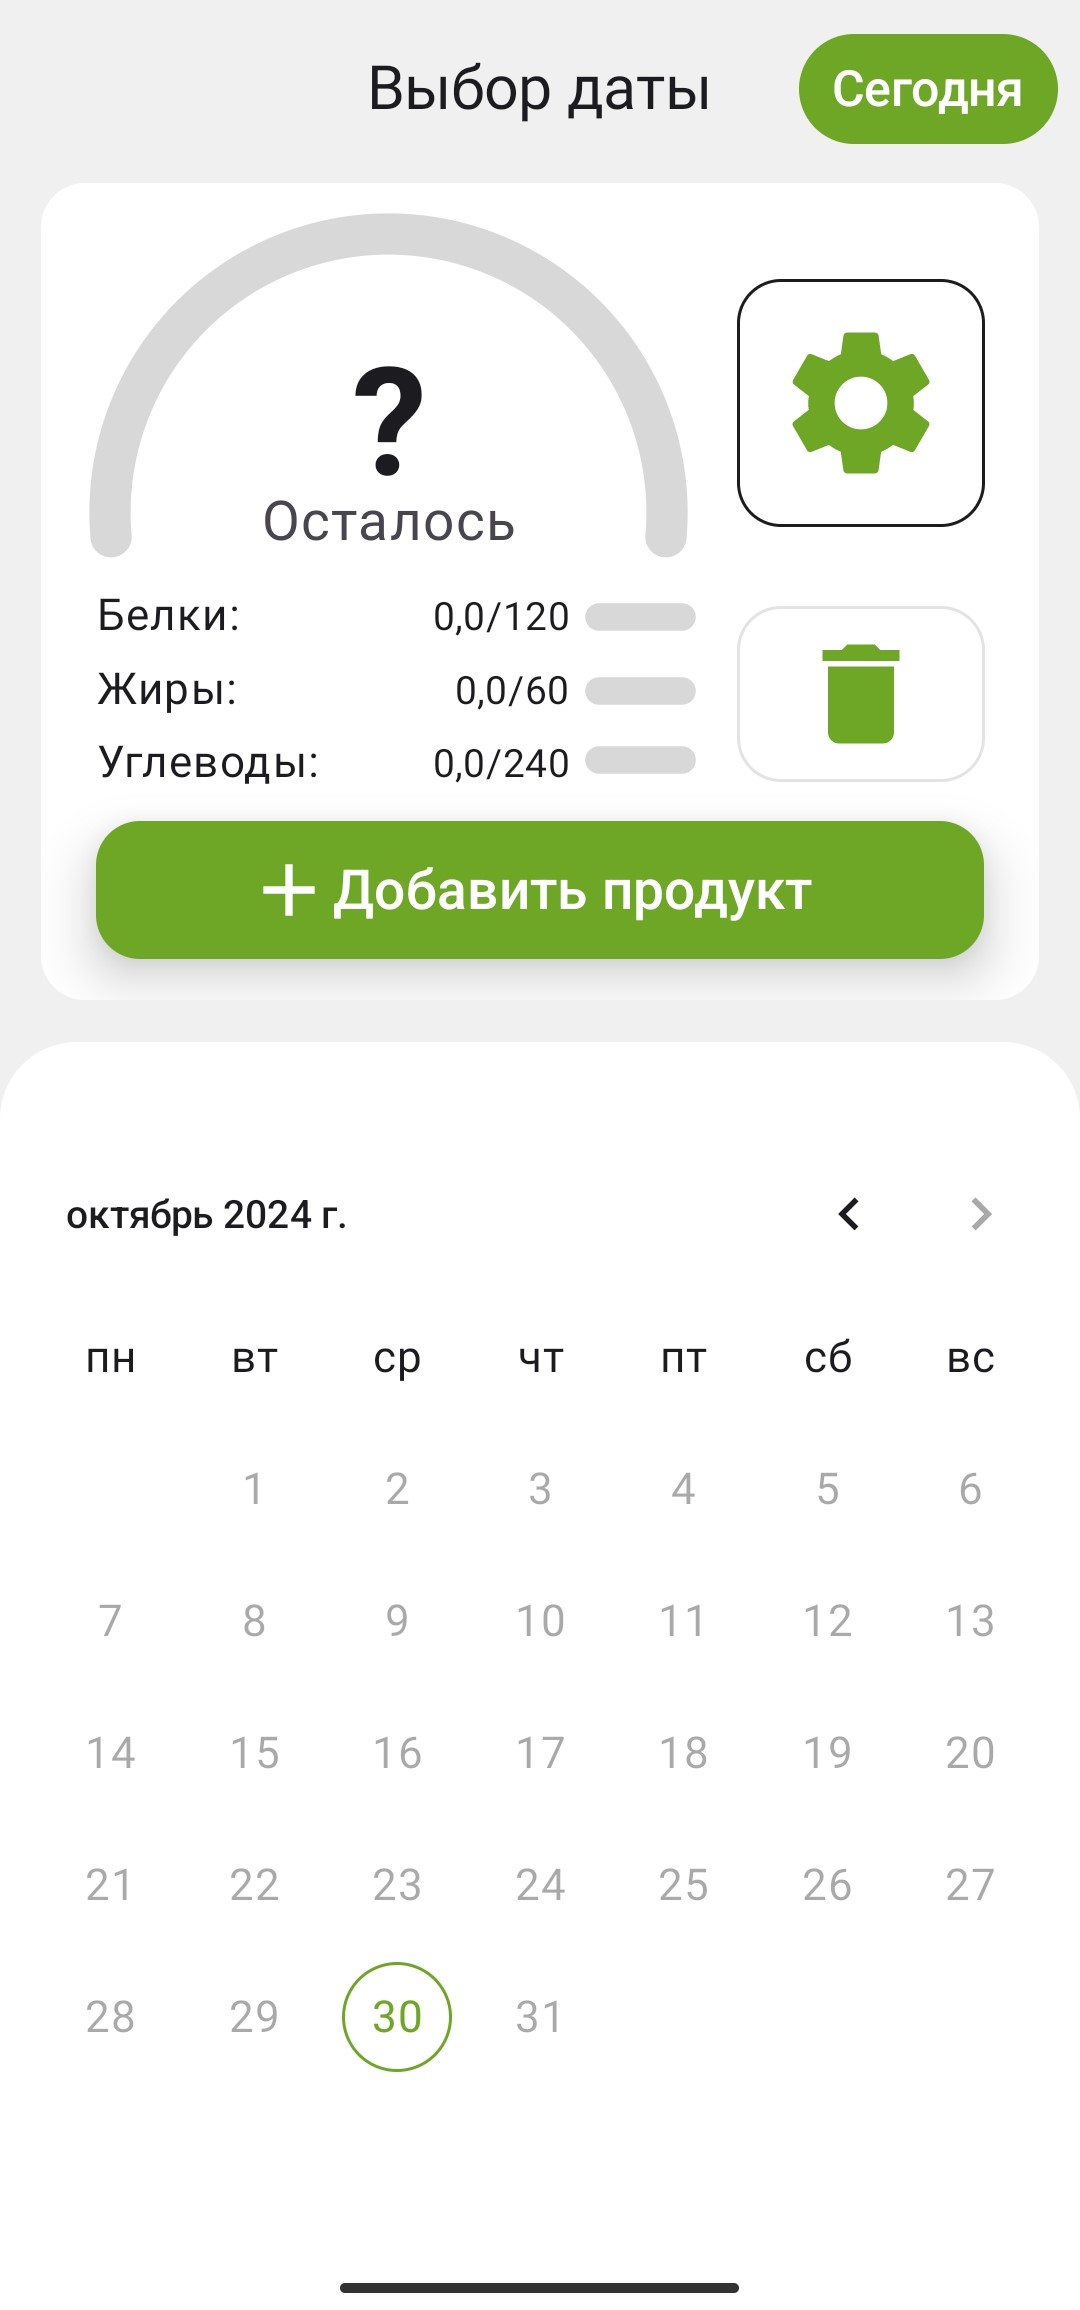 Выбор даты
Сегодня
?
Осталось
Белки: 0,0/120
Жиры: 0,0/60
Углеводы: 0,0/240
Добавить продукт
октябрь 2024 г.
пн вт ср чт пт сб вс
1 2 3 4 5 6
7 8 9 10 11 12 13
14 15 16 17 18 19 20
21 22 23 24 25 26 27
28 29 30 31